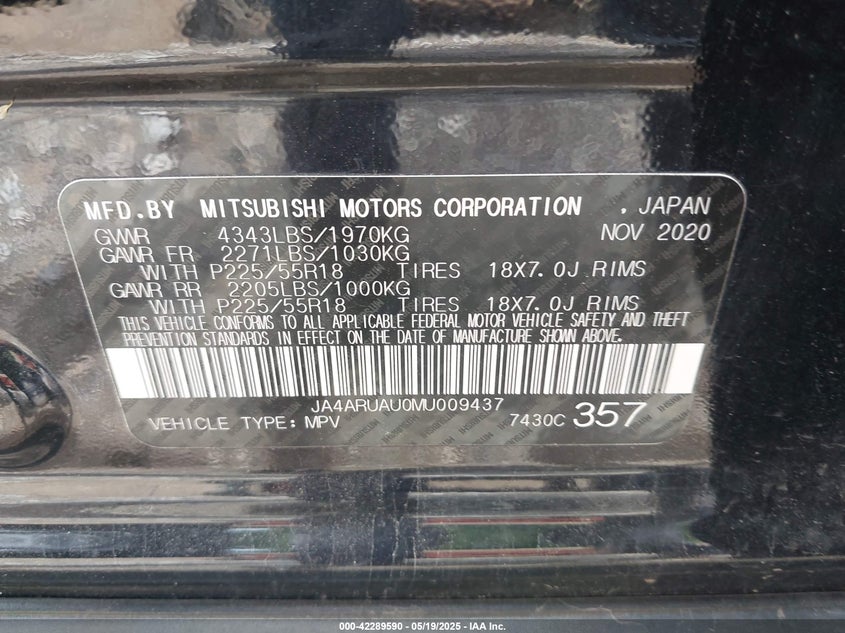 MFD.BY MITSUBISHI MOTORS CORPORATION , JAPAN
GVWR 4343LBS/1970KG NOV 2020
GAWR FR 2271LBS/1030KG
WITH P225/55R18 TIRES 18X7.0J RIMS
GAWR RR 2205LBS/1000KG
WITH P225/55R18 TIRES 18X7.0J RIMS
THIS VEHICLE CONFORMS TO ALL APPLICABLE FEDERAL MOTOR VEHICLE SAFETY AND THEFT
PREVENTION STANDARDS IN EFFECT ON THE DATE OF MANUFACTURE SHOWN ABOVE.
JA4ARUAU0MU009437
VEHICLE TYPE: MPV 7430C 357
000-42289590 - 05/19/2025 - IAA Inc.